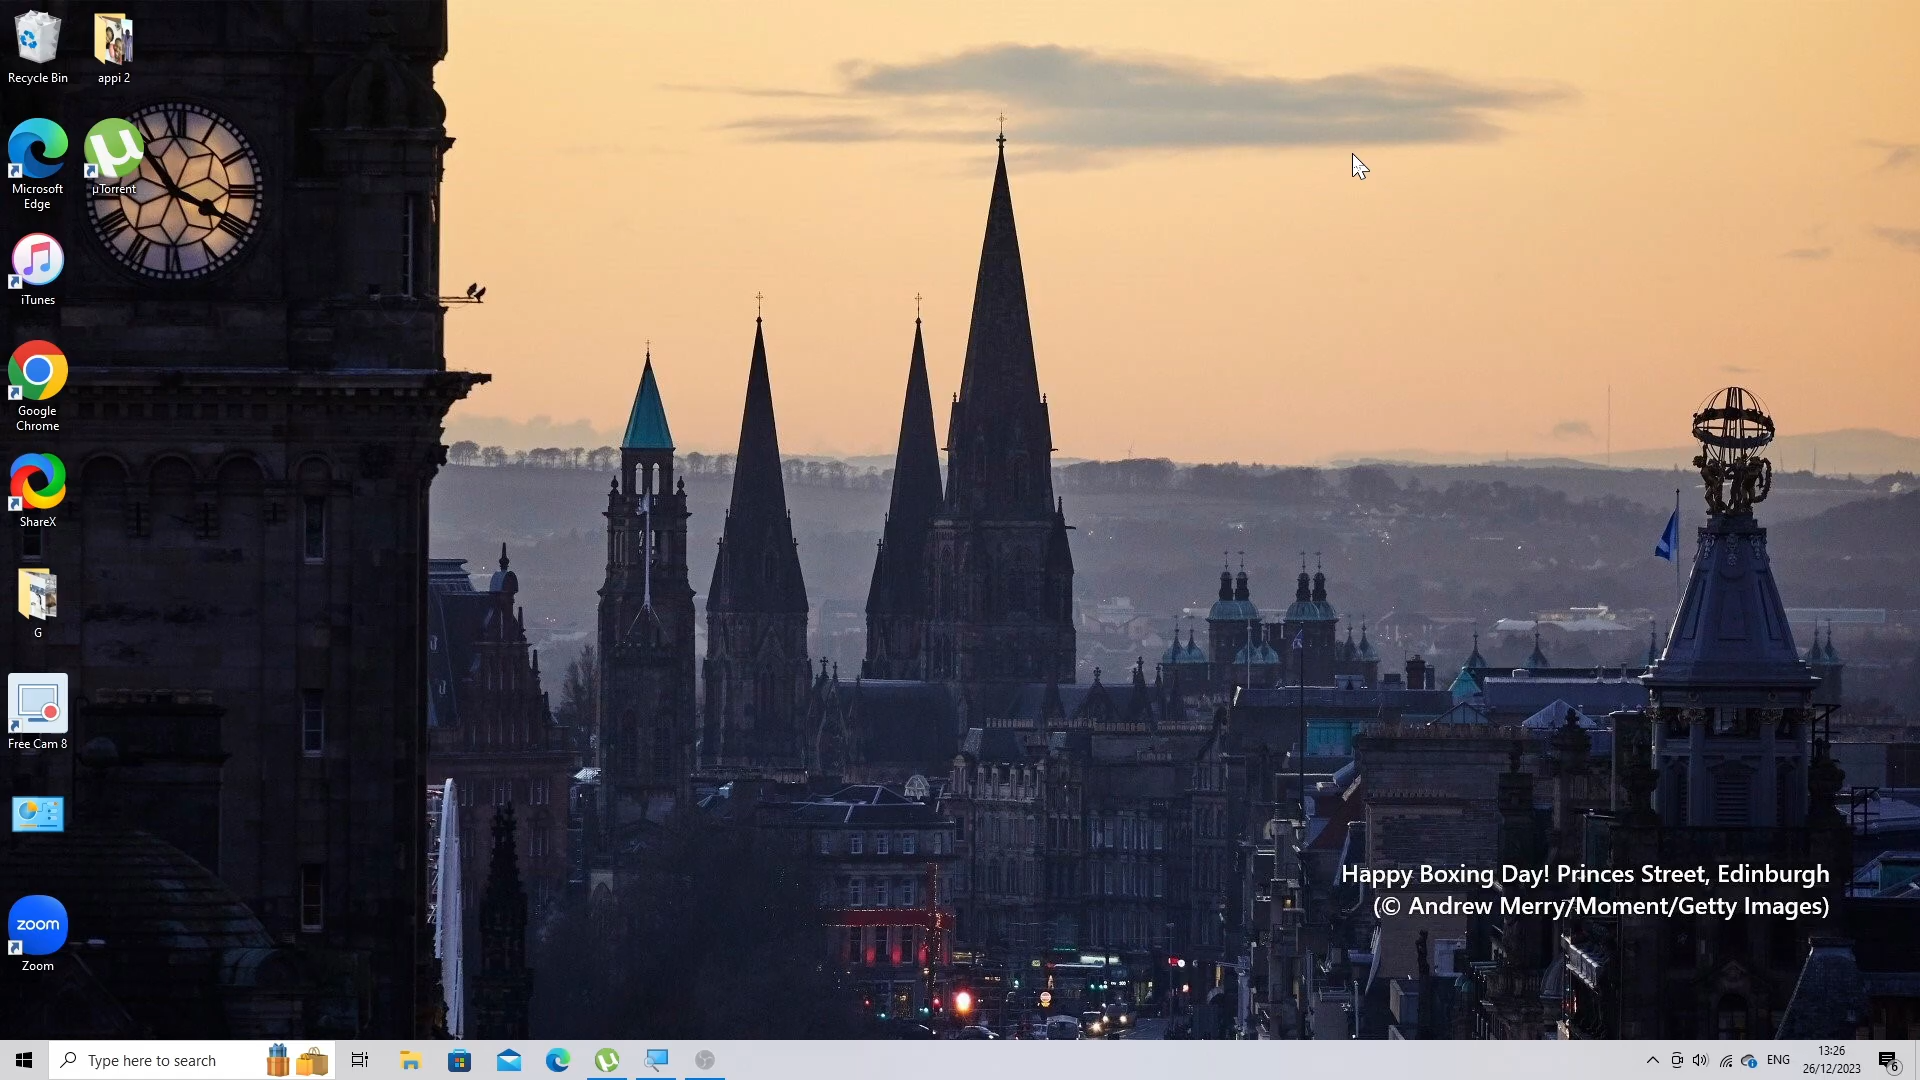 Recycle Bin
appi 2
Microsoft
Edge
µTorrent
iTunes
Google
Chrome
ShareX
G
Free Cam 8
zoom
Zoom
Happy Boxing Day! Princes Street, Edinburgh
(© Andrew Merry/Moment/Getty Images)
Type here to search
ENG
13:26
26/12/2023
6